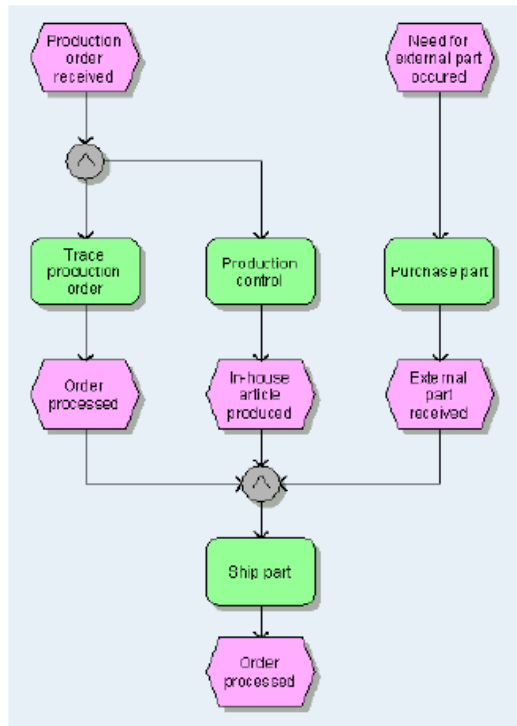 Production
order
received
Need for
external part
occured
Trace
production
order
Production
control
Purchase part
Order
processed
In-house
article
produced
External
part
received
Ship part
Order
processed